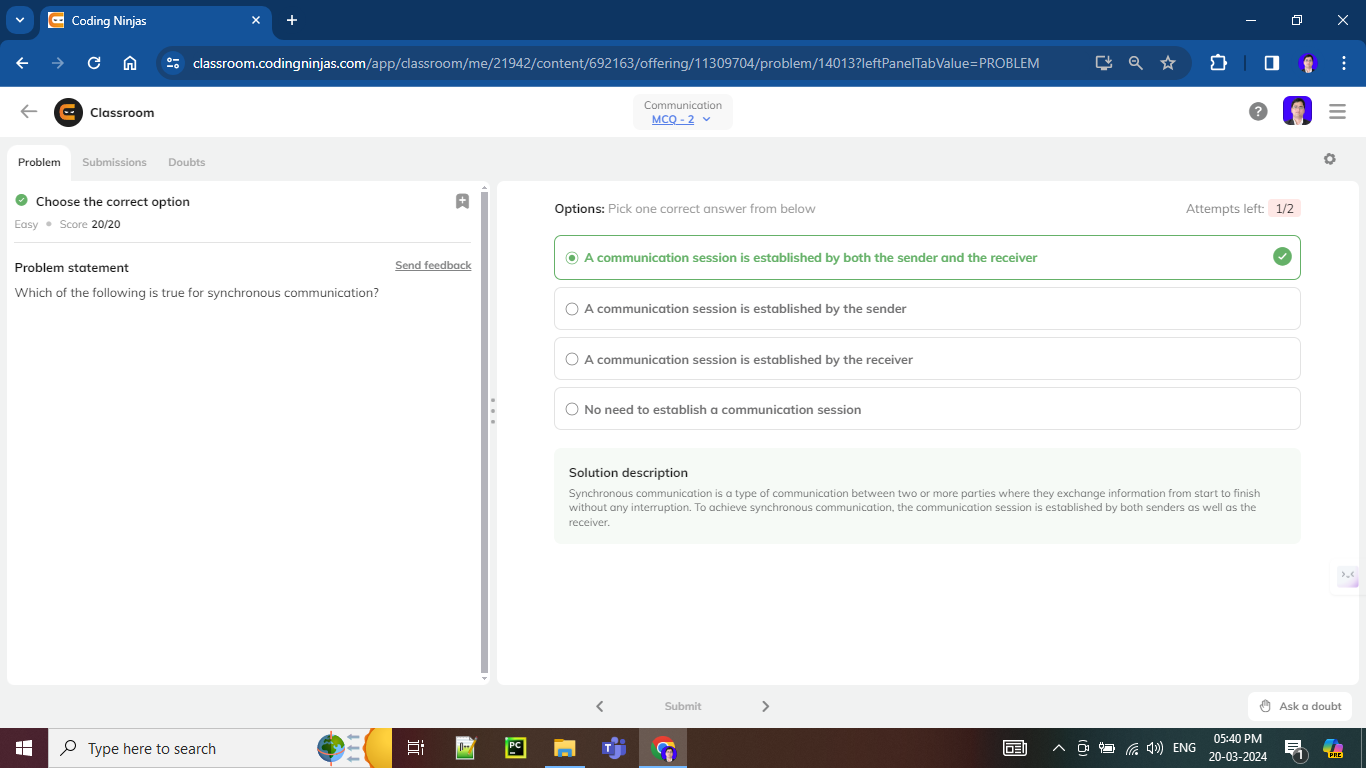 Coding Ninjas
classroom.codingninjas.com/app/classroom/me/21942/content/692163/offering/11309704/problem/14013?leftPanelTabValue=PROBLEM
Classroom
Communication
MCQ - 2
?
Problem
Submissions
Doubts
Choose the correct option
Easy
Score 20/20
Problem statement
Send feedback
Which of the following is true for synchronous communication?
Options: Pick one correct answer from below
Attempts left: 1/2
A communication session is established by both the sender and the receiver
A communication session is established by the sender
A communication session is established by the receiver
No need to establish a communication session
Solution description
Synchronous communication is a type of communication between two or more parties where they exchange information from start to finish
without any interruption. To achieve synchronous communication, the communication session is established by both senders as well as the
receiver.
Submit
Ask a doubt
Type here to search
PC
ENG
05:40 PM
20-03-2024
1
PRE